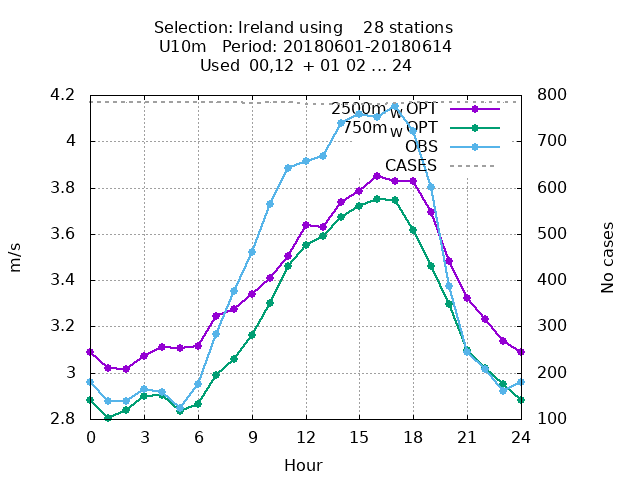 Selection: Ireland using    28 stations
U10m   Period: 20180601-20180614
Used  00,12  + 01 02 ... 24
4.2
4
3.8
3.6
3.4
3.2
3
2.8
800
700
600
500
400
300
200
100
2500m_w OPT
750m_w OPT
OBS
CASES
m/s
No cases
0 3 6 9 12 15 18 21 24
Hour